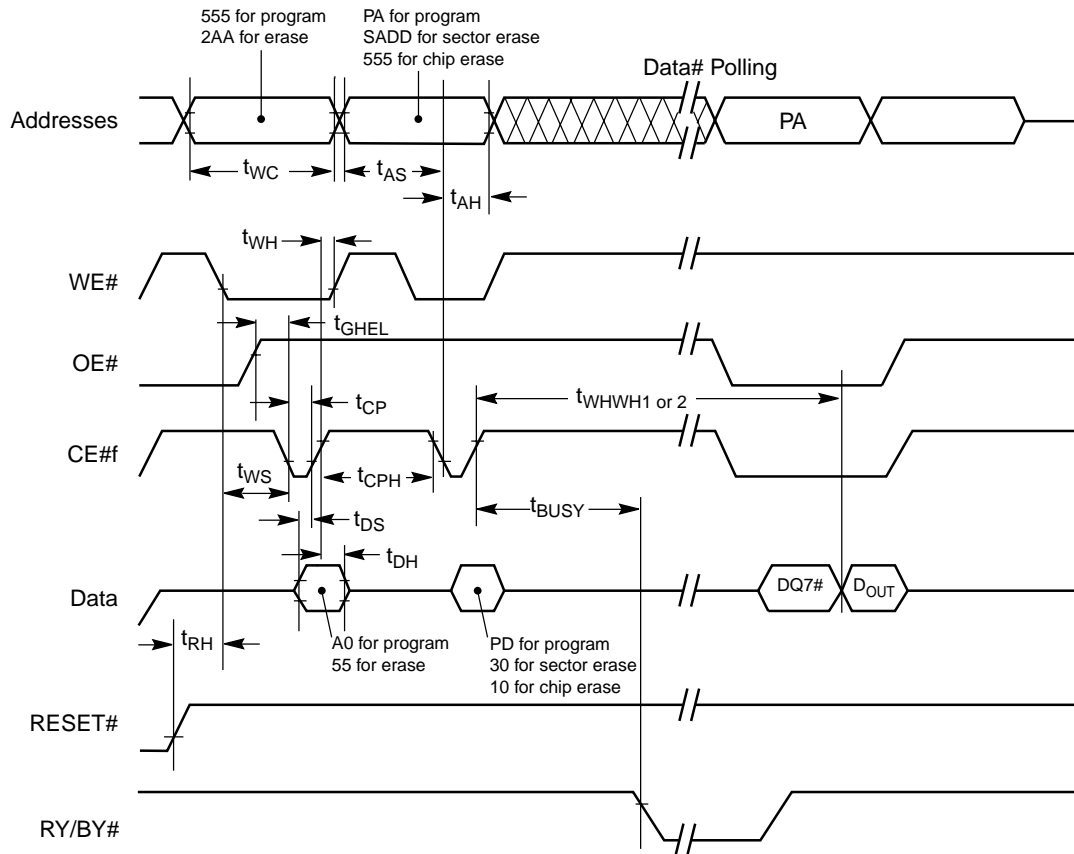 555 for program
2AA for erase
PA for program
SADD for sector erase
555 for chip erase
Data# Polling
Addresses
PA
tWC
tAS
tAH
tWH
WE#
tGHEL
OE#
tCP
tWHWH1 or 2
CE#f
tWS
tCPH
tBUSY
tDS
tDH
Data
DQ7#
DOUT
tRH
A0 for program
55 for erase
PD for program
30 for sector erase
10 for chip erase
RESET#
RY/BY#